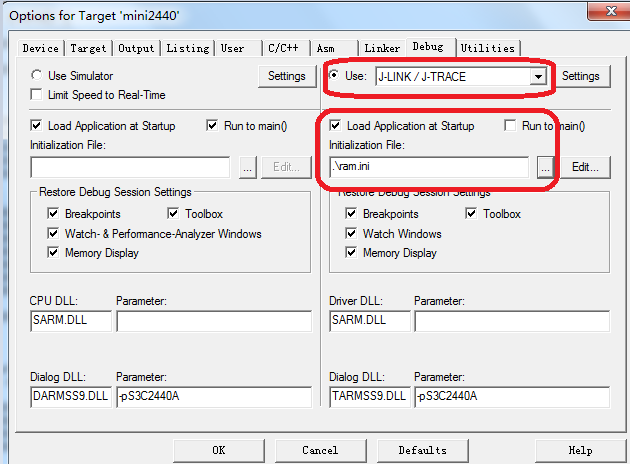 Options for Target 'mini2440'
Device Target Output Listing User C/C++ Asm Linker Debug Utilities
Use Simulator Settings
Limit Speed to Real-Time
Use: J-LINK / J-TRACE Settings
Load Application at Startup Run to main()
Initialization File:
... Edit...
Load Application at Startup Run to main()
Initialization File:
.\ram.ini ... Edit...
Restore Debug Session Settings
Breakpoints Toolbox
Watch- & Performance-Analyzer Windows
Memory Display
Restore Debug Session Settings
Breakpoints Toolbox
Watch Windows
Memory Display
CPU DLL: Parameter:
SARM.DLL
Driver DLL: Parameter:
SARM.DLL
Dialog DLL: Parameter:
DARMSS9.DLL -pS3C2440A
Dialog DLL: Parameter:
TARMSS9.DLL -pS3C2440A
OK Cancel Defaults Help